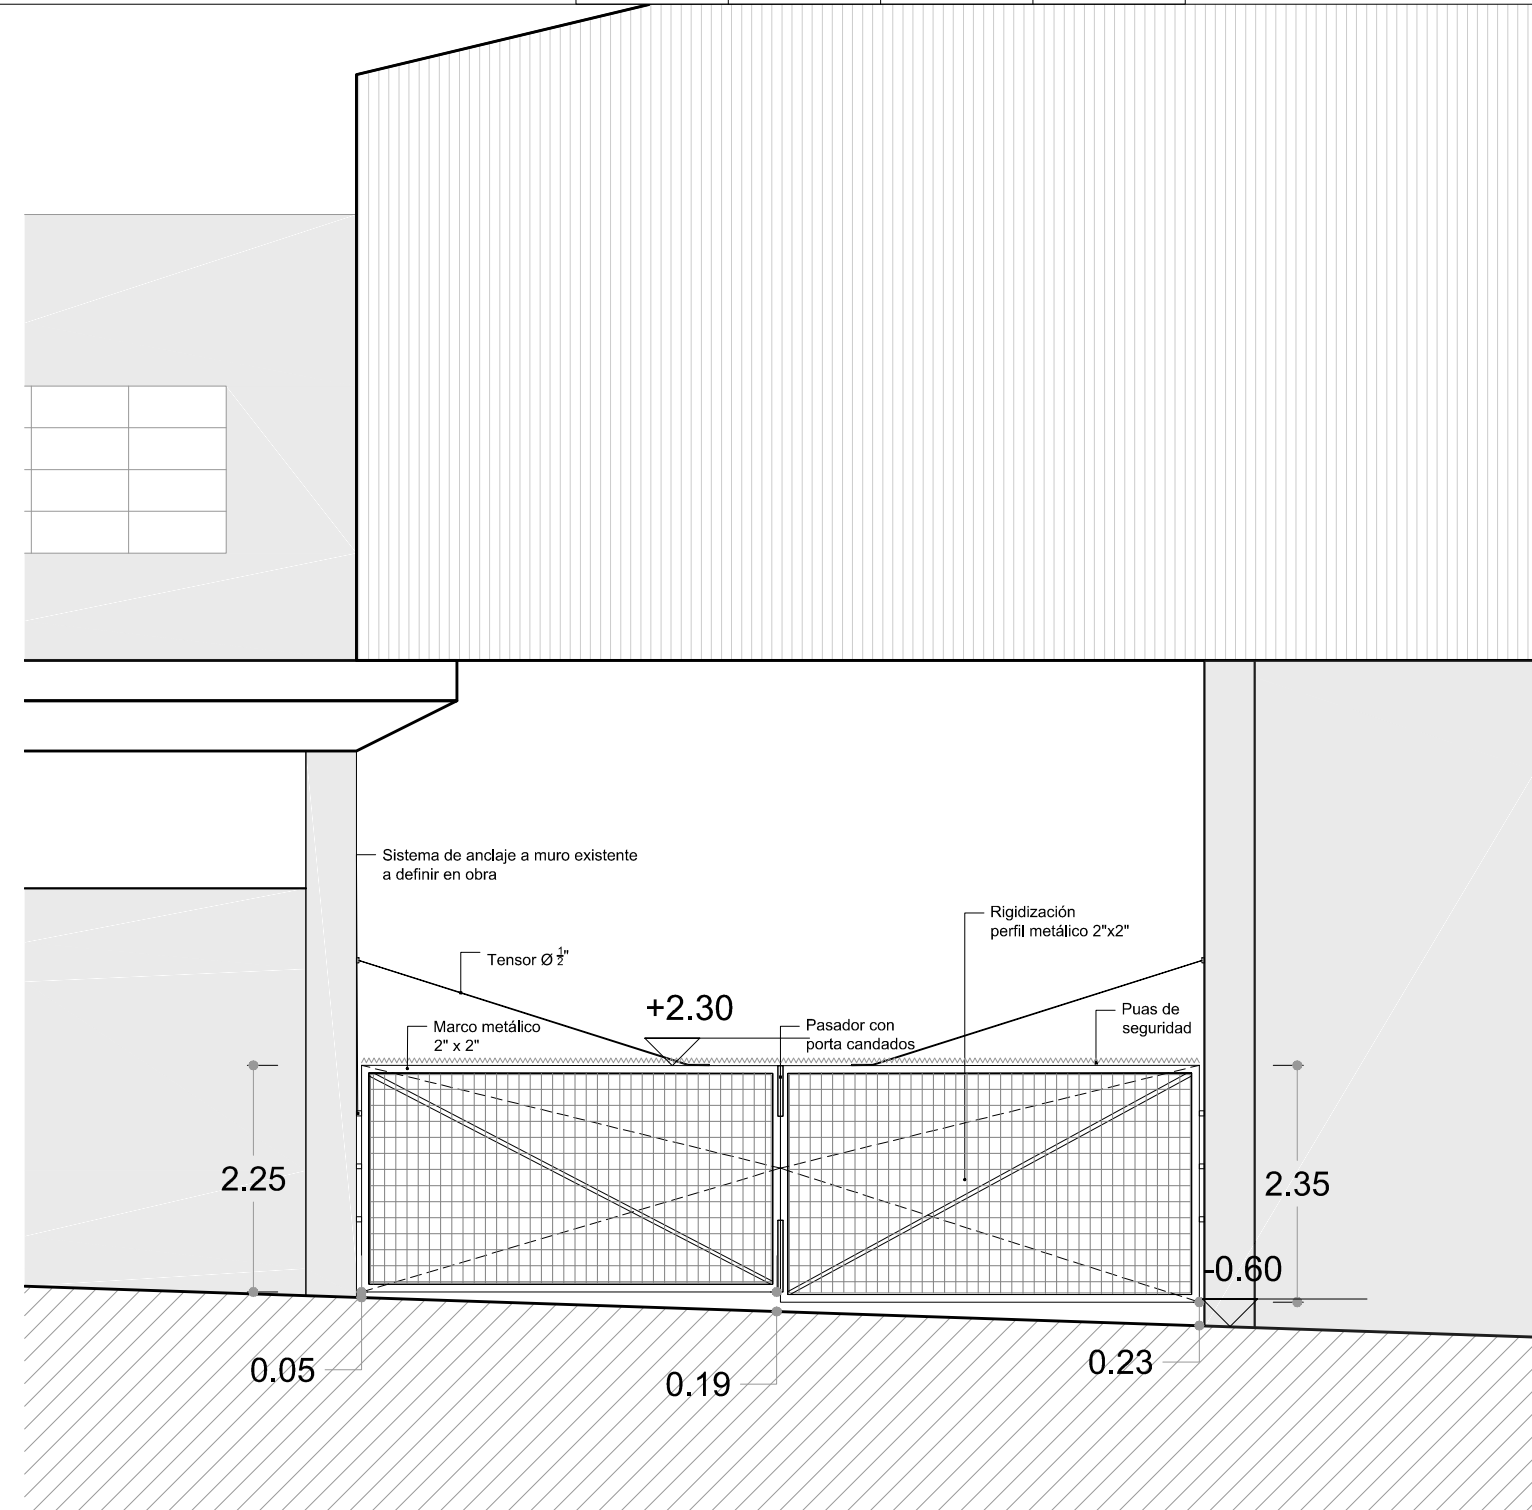 Sistema de anclaje a muro existente
a definir en obra
Rigidización
perfil metálico 2"x2"
Tensor Ø 1/2"
+2.30
Puas de
seguridad
Marco metálico
2" x 2"
Pasador con
porta candados
2.25
2.35
-0.60
0.05
0.19
0.23